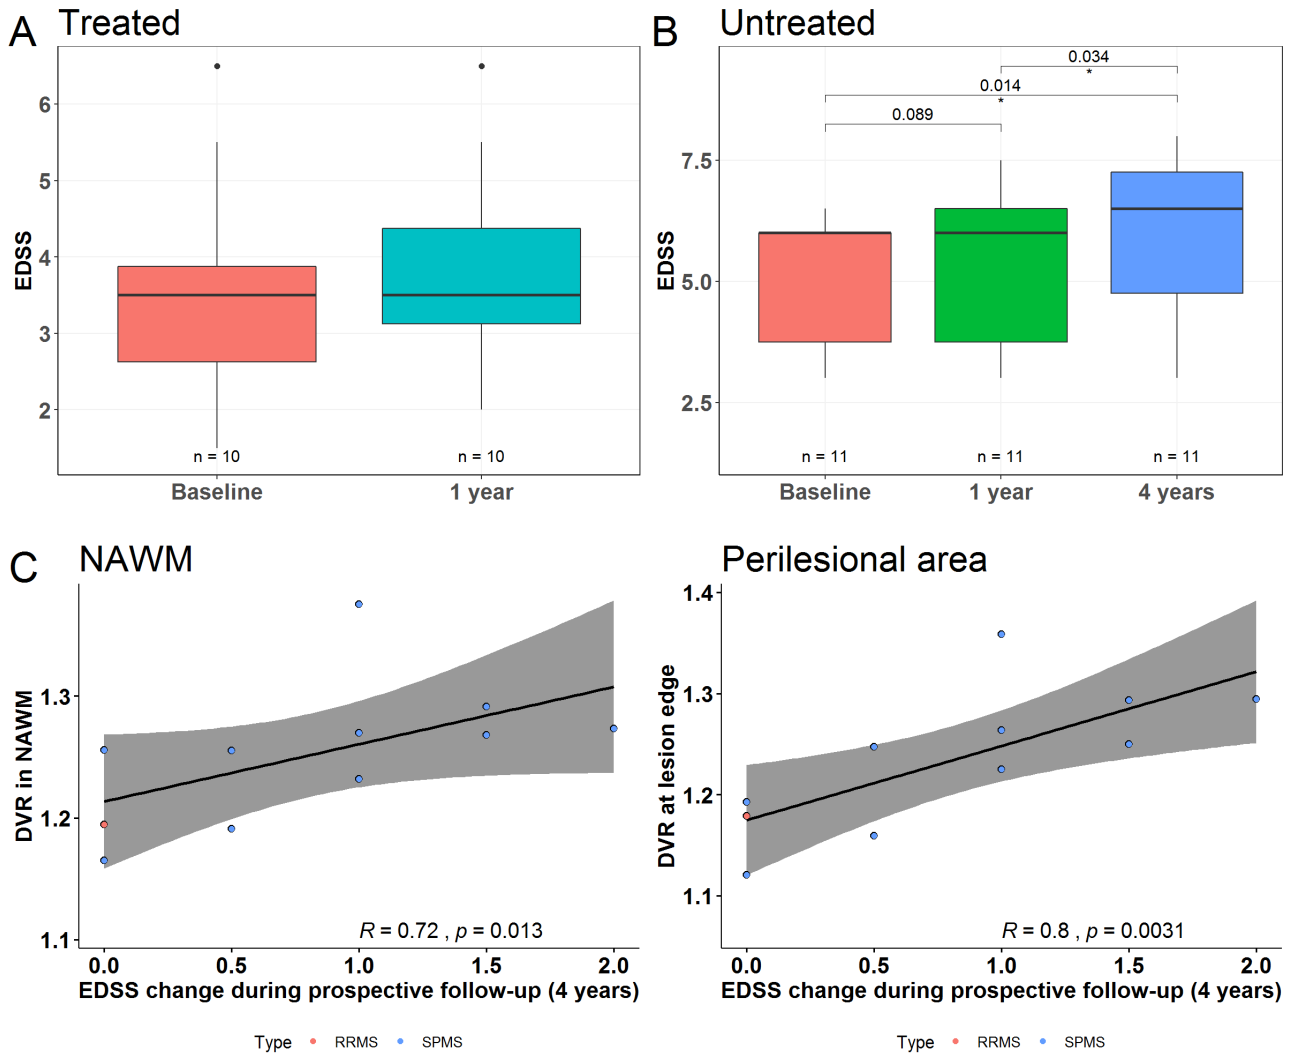 A Treated
EDSS
6
5
4
3
2
n = 10 n = 10
Baseline 1 year
B Untreated
EDSS
7.5
5.0
2.5
0.034
*
0.014
*
0.089
n = 11 n = 11 n = 11
Baseline 1 year 4 years
C NAWM
DVR in NAWM
1.3
1.2
1.1
R = 0.72 , p = 0.013
0.0 0.5 1.0 1.5 2.0
EDSS change during prospective follow-up (4 years)
Type RRMS SPMS
Perilesional area
DVR at lesion edge
1.4
1.3
1.2
1.1
R = 0.8 , p = 0.0031
0.0 0.5 1.0 1.5 2.0
EDSS change during prospective follow-up (4 years)
Type RRMS SPMS